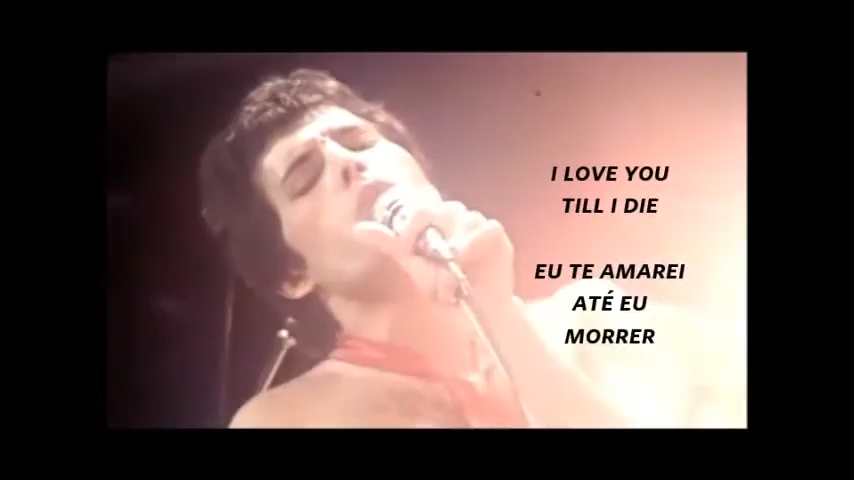 I LOVE YOU
TILL I DIE
EU TE AMAREI
ATÉ EU
MORRER